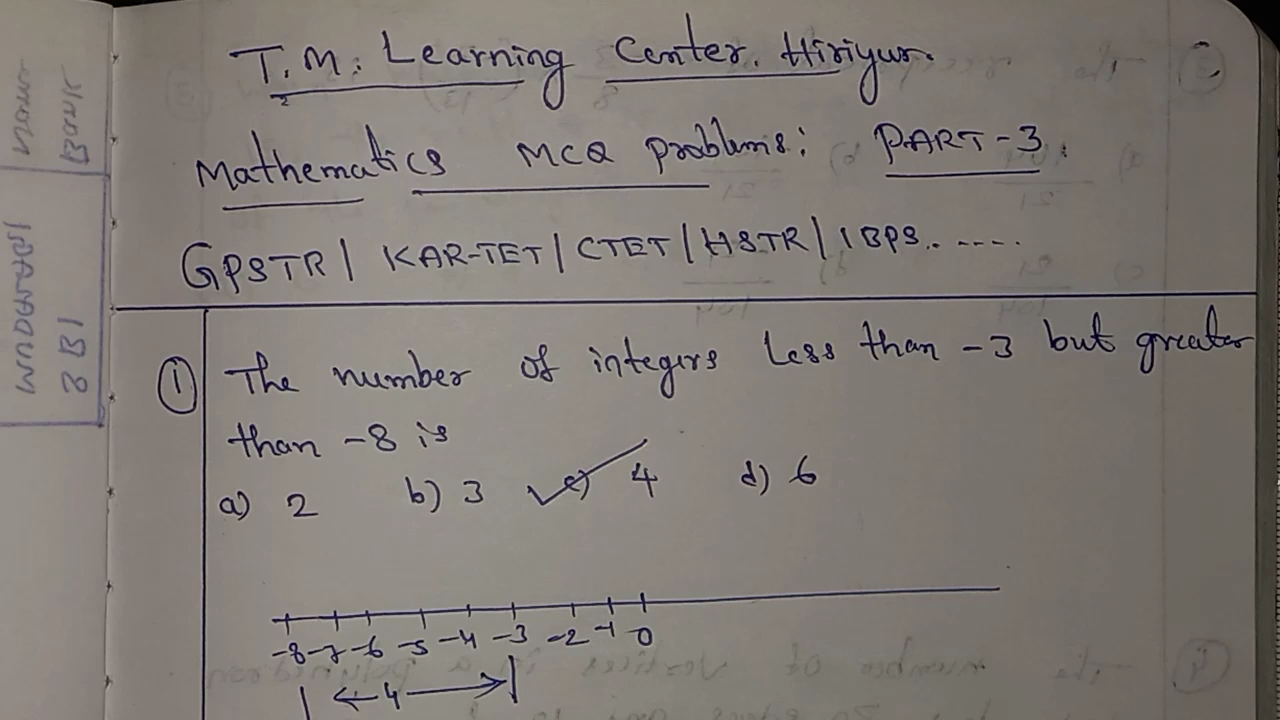 T.M. Learning Center. Hiriyur.
Mathematics MCQ problems: PART-3.
GPSTR / KAR-TET / CTET / HSTR / IBPS.. .....
① The number of integers less than -3 but greater
than -8 is
a) 2 b) 3 c) 4 d) 6
-8 -7 -6 -5 -4 -3 -2 -1 0
4